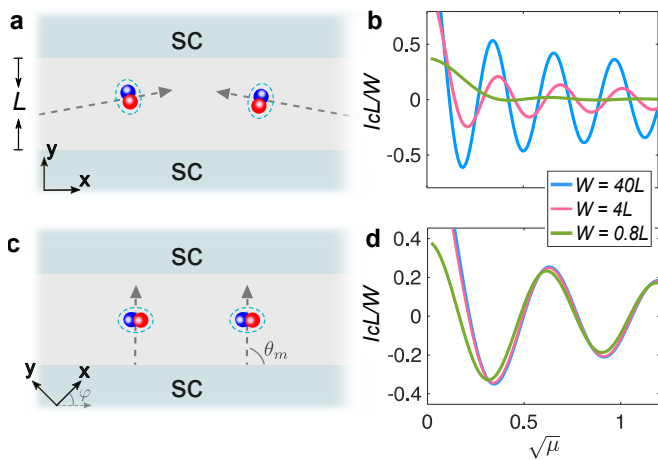 a
SC
L
y
x
SC
b
IcL/W
0.5
0
-0.5
W = 40L
W = 4L
W = 0.8L
c
SC
θm
y
x
φ
SC
d
IcL/W
0.4
0.2
0
-0.2
-0.4
0
0.5
1
√μ